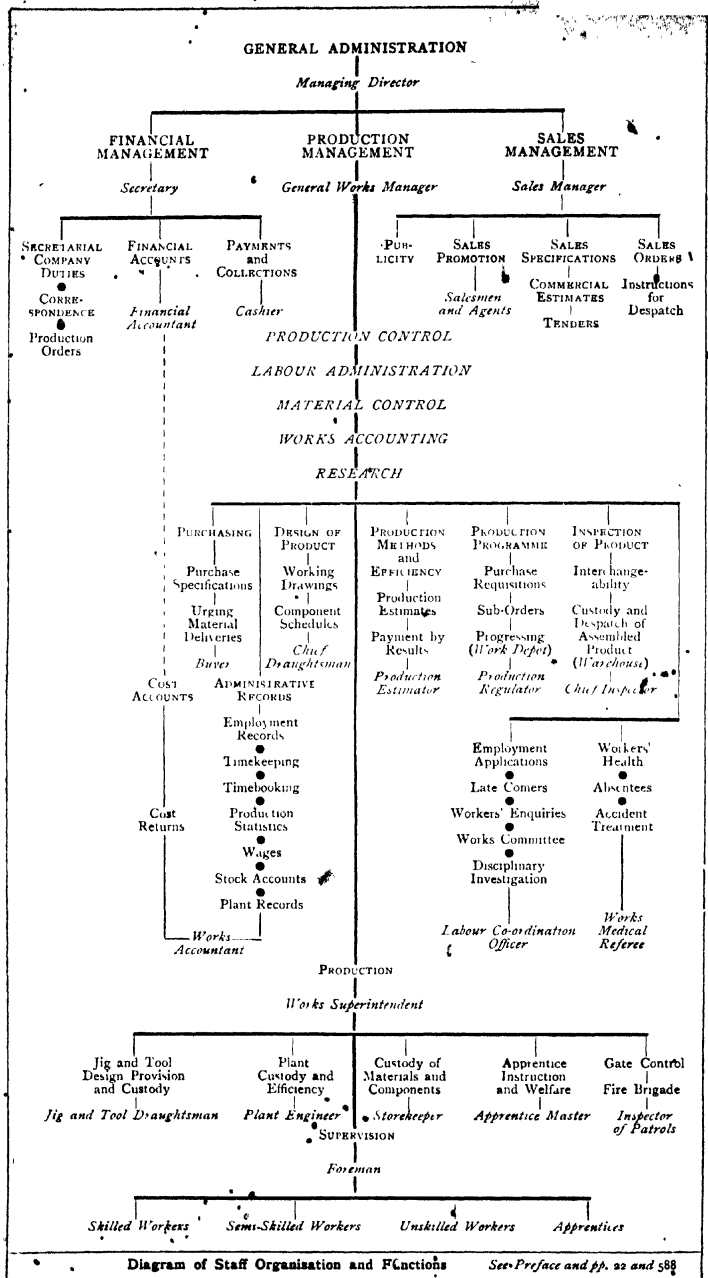 GENERAL ADMINISTRATION
Managing Director
FINANCIAL
MANAGEMENT
Secretary
PRODUCTION
MANAGEMENT
General Works Manager
SALES
MANAGEMENT
Sales Manager
SECRETARIAL
COMPANY
DUTIES
CORRE-
SPONDENCE
Production
Orders
FINANCIAL
ACCOUNTS
Financial
Accountant
PAYMENTS
and
COLLECTIONS
Cashier
PUB-
LICITY
SALES
PROMOTION
Salesmen
and Agents
SALES
SPECIFICATIONS
COMMERCIAL
ESTIMATES
TENDERS
SALES
ORDERS
Instructions
for
Despatch
PRODUCTION CONTROL
LABOUR ADMINISTRATION
MATERIAL CONTROL
WORKS ACCOUNTING
RESEARCH
PURCHASING
Purchase
Specifications
Urging
Material
Deliveries
Buyer
DESIGN OF
PRODUCT
Working
Drawings
Component
Schedules
Chief
Draughtsman
PRODUCTION
METHODS
and
EFFICIENCY
Production
Estimates
Payment by
Results
Production
Estimator
PRODUCTION
PROGRAMME
Purchase
Requisitions
Sub-Orders
Progressing
(Work Depot)
Production
Regulator
INSPECTION
OF PRODUCT
Interchange-
ability
Custody and
Despatch of
Assembled
Product
(Warehouse)
Chief Inspector
COST
ACCOUNTS
Cost
Returns
ADMINISTRATIVE
RECORDS
Employment
Records
Timekeeping
Timebooking
Production
Statistics
Wages
Stock Accounts
Plant Records
Works
Accountant
Employment
Applications
Late Comers
Workers' Enquiries
Works Committee
Disciplinary
Investigation
Labour Co-ordination
Officer
Workers'
Health
Absentees
Accident
Treatment
Works
Medical
Referee
PRODUCTION
Works Superintendent
Jig and Tool
Design Provision
and Custody
Jig and Tool Draughtsman
Plant
Custody and
Efficiency
Plant Engineer
Custody of
Materials and
Components
Storekeeper
Apprentice
Instruction
and Welfare
Apprentice Master
Gate Control
Fire Brigade
Inspector
of Patrols
SUPERVISION
Foreman
Skilled Workers
Semi-Skilled Workers
Unskilled Workers
Apprentices
Diagram of Staff Organisation and Functions See Preface and pp. 22 and 588